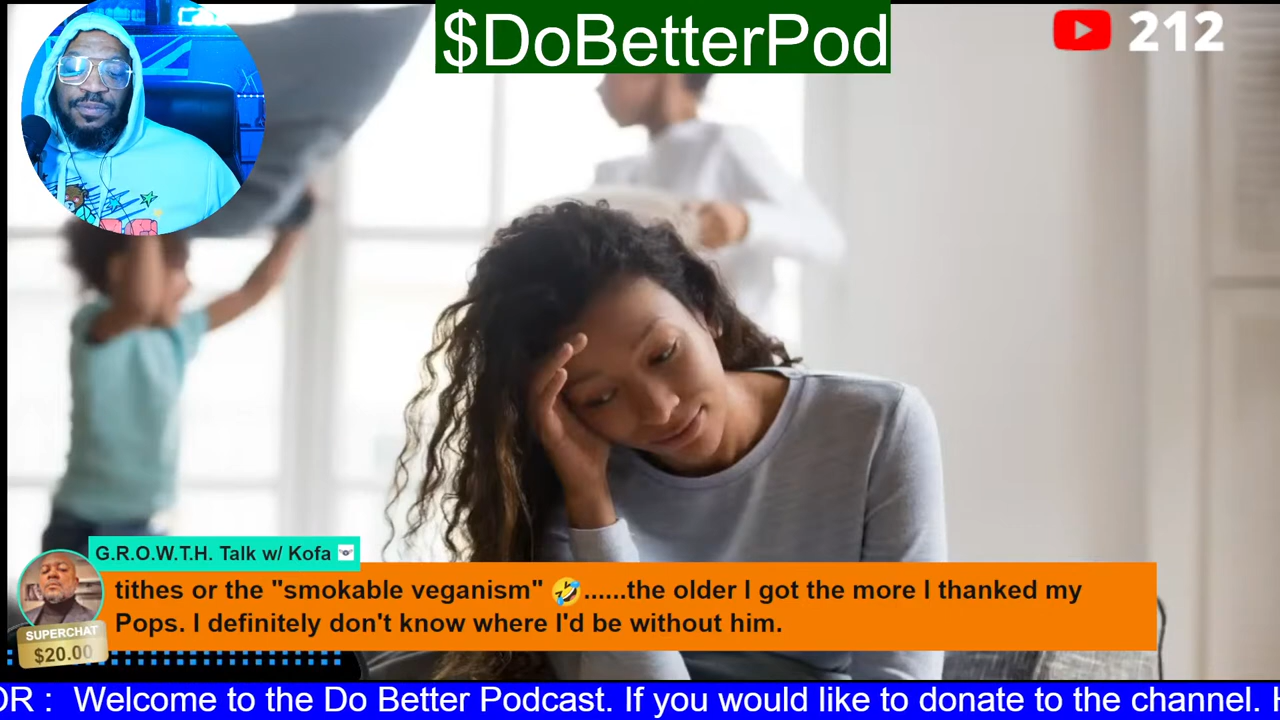 $DoBetterPod
212
G.R.O.W.T.H. Talk w/ Kofa
tithes or the "smokable veganism" 🤣......the older I got the more I thanked my
Pops. I definitely don't know where I'd be without him.
SUPERCHAT
$20.00
OR : Welcome to the Do Better Podcast. If you would like to donate to the channel. H